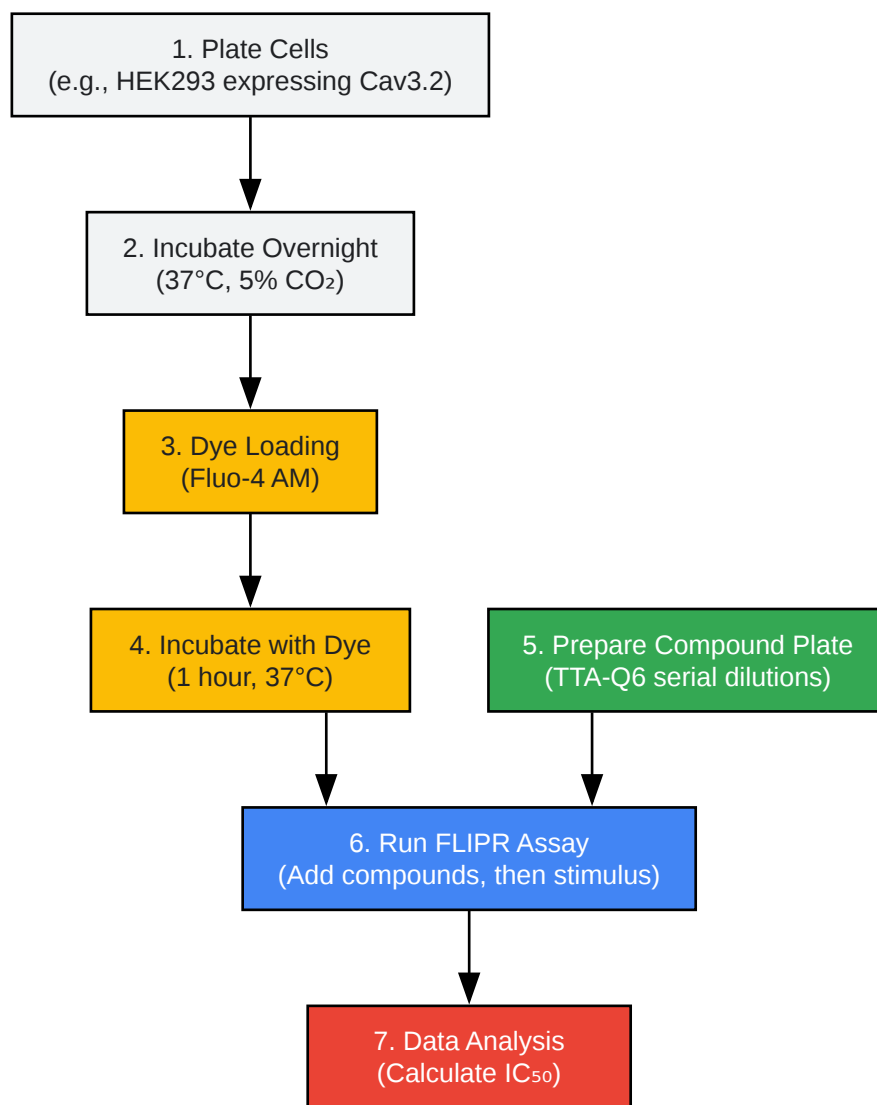 1. Plate Cells
(e.g., HEK293 expressing Cav3.2)
2. Incubate Overnight
(37°C, 5% CO₂)
3. Dye Loading
(Fluo-4 AM)
4. Incubate with Dye
(1 hour, 37°C)
5. Prepare Compound Plate
(TTA-Q6 serial dilutions)
6. Run FLIPR Assay
(Add compounds, then stimulus)
7. Data Analysis
(Calculate IC₅₀)